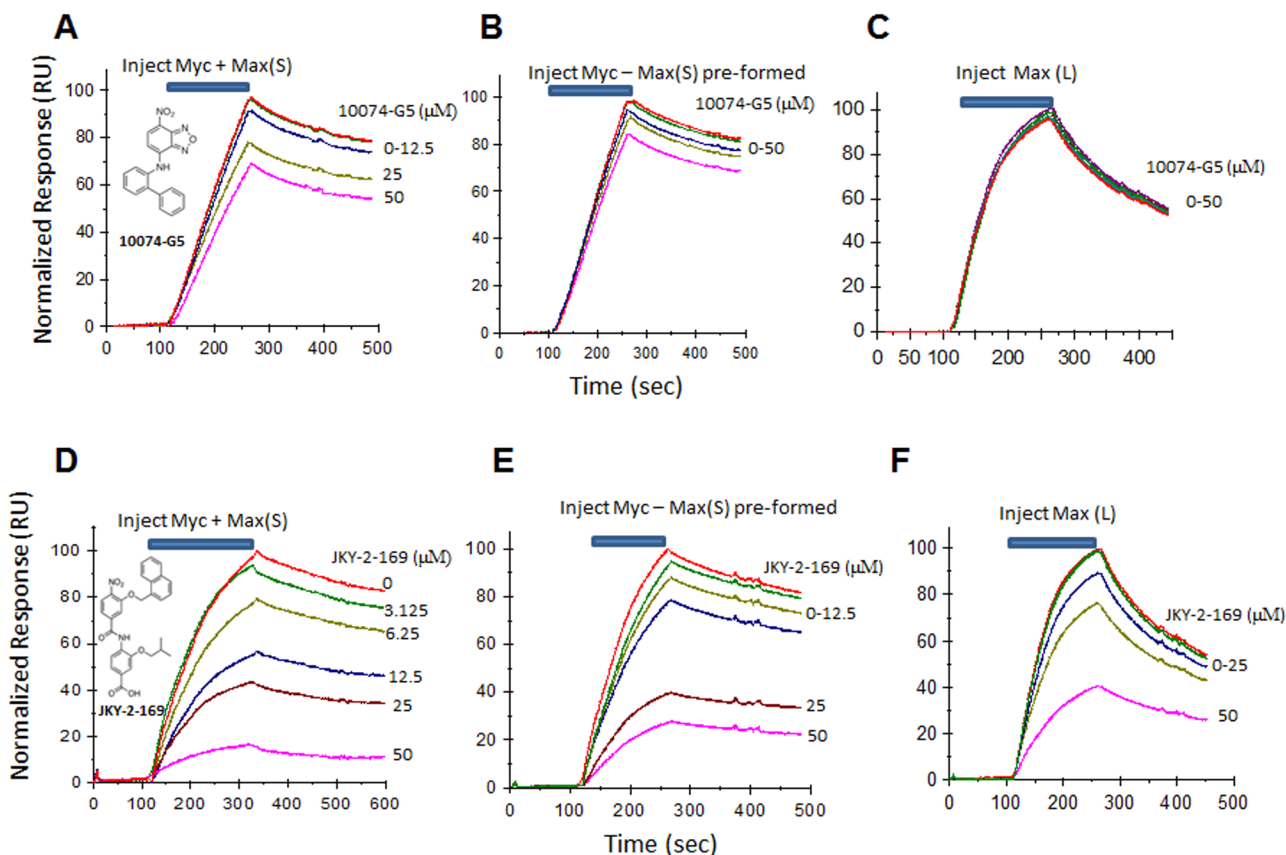 A
Inject Myc + Max(S)
Normalized Response (RU)
100
80
60
40
20
0
0
100
200
300
400
500
NO₂
N
O
N
NH
10074-G5
10074-G5 (µM)
0-12.5
25
50
B
Inject Myc – Max(S) pre-formed
100
80
60
40
20
0
0
100
200
300
400
500
10074-G5 (µM)
0-50
Time (sec)
C
Inject Max (L)
100
80
60
40
20
0
0
50
100
200
300
400
10074-G5 (µM)
0-50
D
Inject Myc + Max(S)
Normalized Response (RU)
100
80
60
40
20
0
0
100
200
300
400
500
600
NO₂
O
O
NH
O
O
OH
JKY-2-169
JKY-2-169 (µM)
0
3.125
6.25
12.5
25
50
E
Inject Myc – Max(S) pre-formed
100
80
60
40
20
0
0
100
200
300
400
500
JKY-2-169 (µM)
0-12.5
25
50
Time (sec)
F
Inject Max (L)
100
80
60
40
20
0
0
100
200
300
400
500
JKY-2-169 (µM)
0-25
50